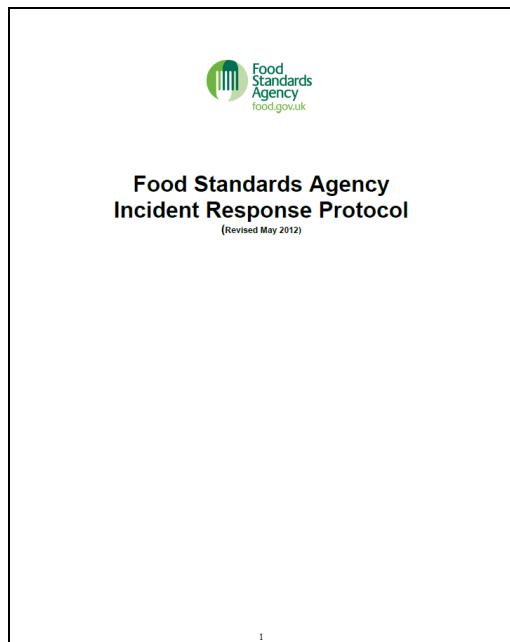 Food
Standards
Agency
food.gov.uk
Food Standards Agency
Incident Response Protocol
(Revised May 2012)
1